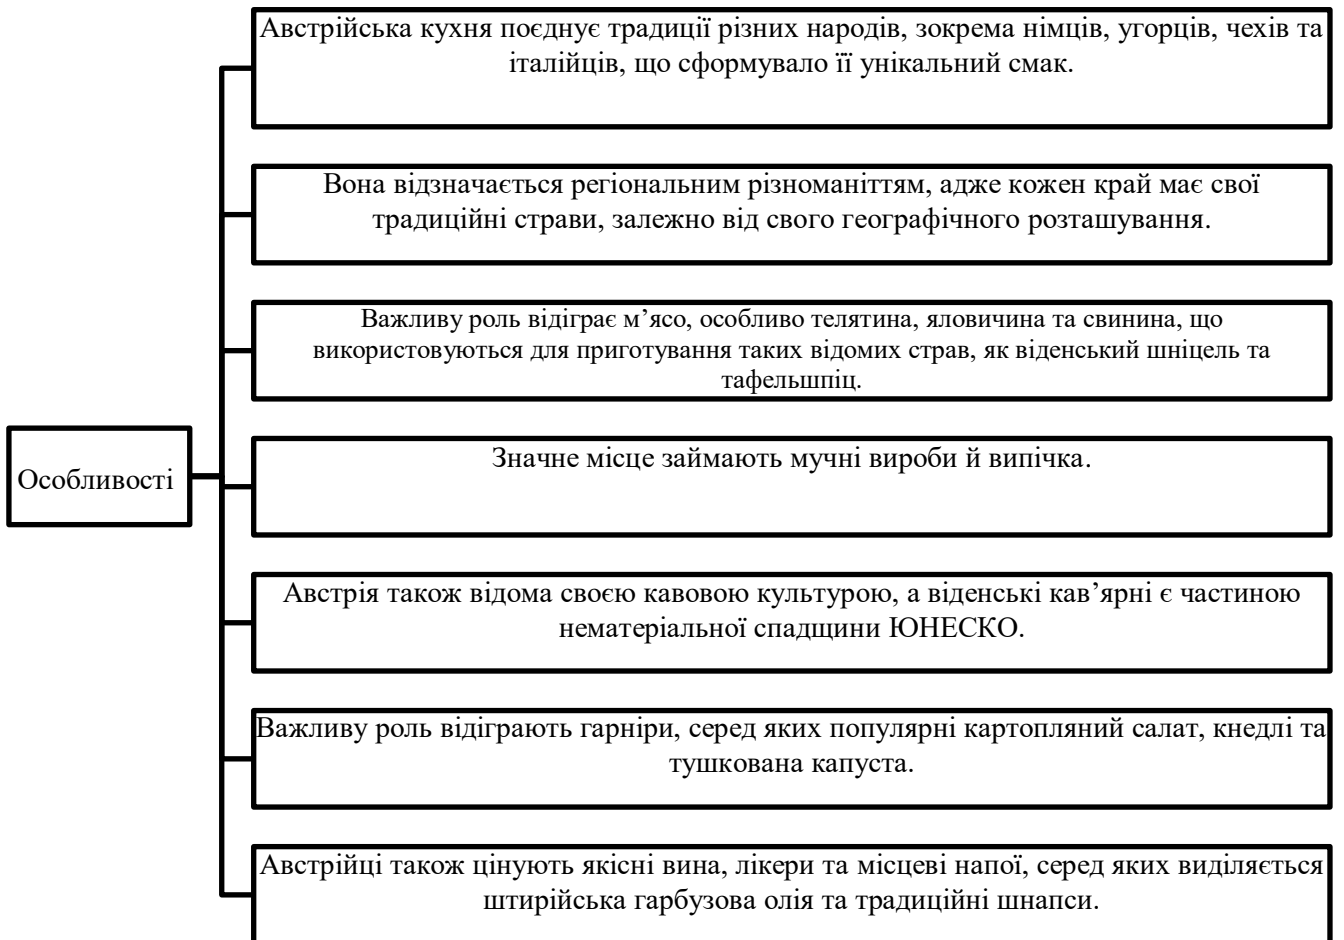 Австрійська кухня поєднує традиції різних народів, зокрема німців, угорців, чехів та
італійців, що сформувало її унікальний смак.
Вона відзначається регіональним різноманіттям, адже кожен край має свої
традиційні страви, залежно від свого географічного розташування.
Важливу роль відіграє м’ясо, особливо телятина, яловичина та свинина, що
використовуються для приготування таких відомих страв, як віденський шніцель та
тафельшпіц.
Особливості
Значне місце займають мучні вироби й випічка.
Австрія також відома своєю кавовою культурою, а віденські кав’ярні є частиною
нематеріальної спадщини ЮНЕСКО.
Важливу роль відіграють гарніри, серед яких популярні картопляний салат, кнедлі та
тушкована капуста.
Австрійці також цінують якісні вина, лікери та місцеві напої, серед яких виділяється
штирійська гарбузова олія та традиційні шнапси.